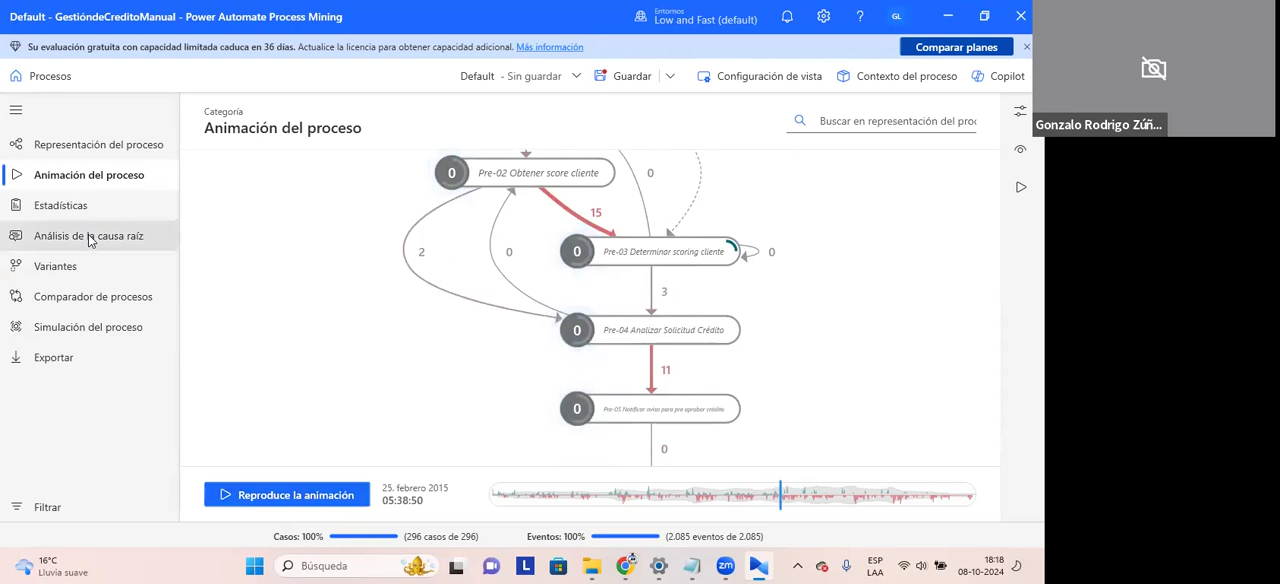 Default - GestióndeCreditoManual - Power Automate Process Mining
Entornos
Low and Fast (default)
?
GL
Su evaluación gratuita con capacidad limitada caduca en 36 días. Actualice la licencia para obtener capacidad adicional. Más información
Comparar planes
Procesos
Default - Sin guardar
Guardar
Configuración de vista
Contexto del proceso
Copilot
Gonzalo Rodrigo Zúñ...
Categoría
Animación del proceso
Buscar en representación del proc
Representación del proceso
Animación del proceso
Estadísticas
Análisis de la causa raíz
Variantes
Comparador de procesos
Simulación del proceso
Exportar
Filtrar
0 Pre-02 Obtener score cliente
0
15
2
0
0 Pre-03 Determinar scoring cliente
0
3
0 Pre-04 Analizar Solicitud Crédito
11
0 Pre-05 Notificar aviso para pre aprobar crédito
0
Reproduce la animación
25. febrero 2015
05:38:50
Casos: 100%
(296 casos de 296)
Eventos: 100%
(2.085 eventos de 2.085)
16°C
Lluvia suave
Búsqueda
L
zm
ESP
LAA
18:18
08-10-2024